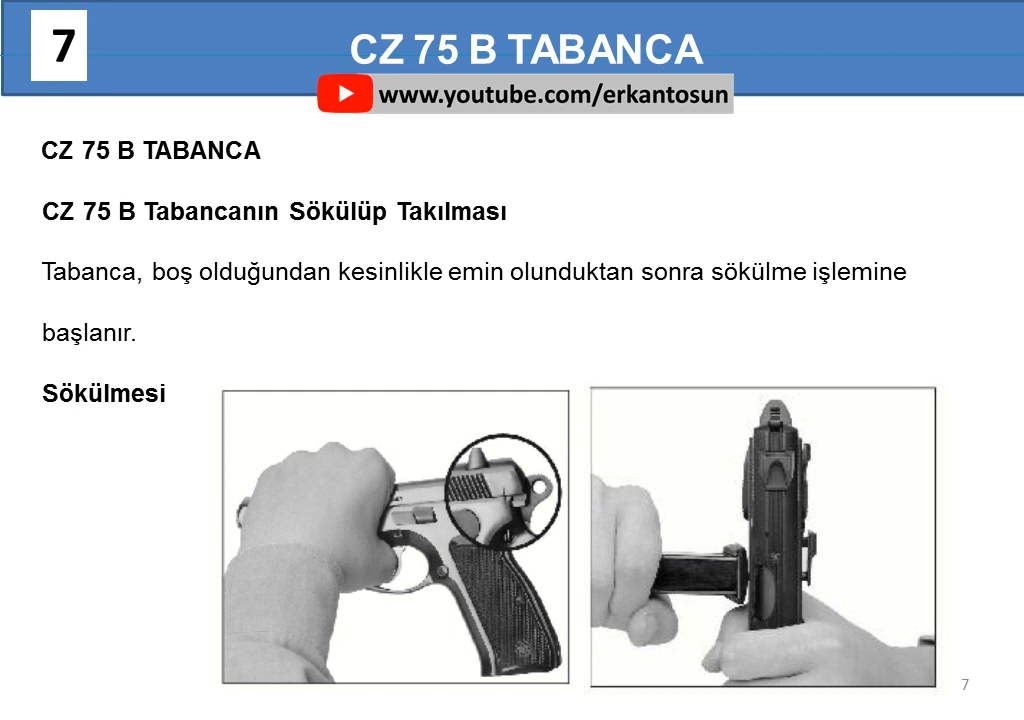 7
CZ 75 B TABANCA
www.youtube.com/erkantosun
CZ 75 B TABANCA
CZ 75 B Tabancanın Sökülüp Takılması
Tabanca, boş olduğundan kesinlikle emin olunduktan sonra sökülme işlemine
başlanır.
Sökülmesi
7